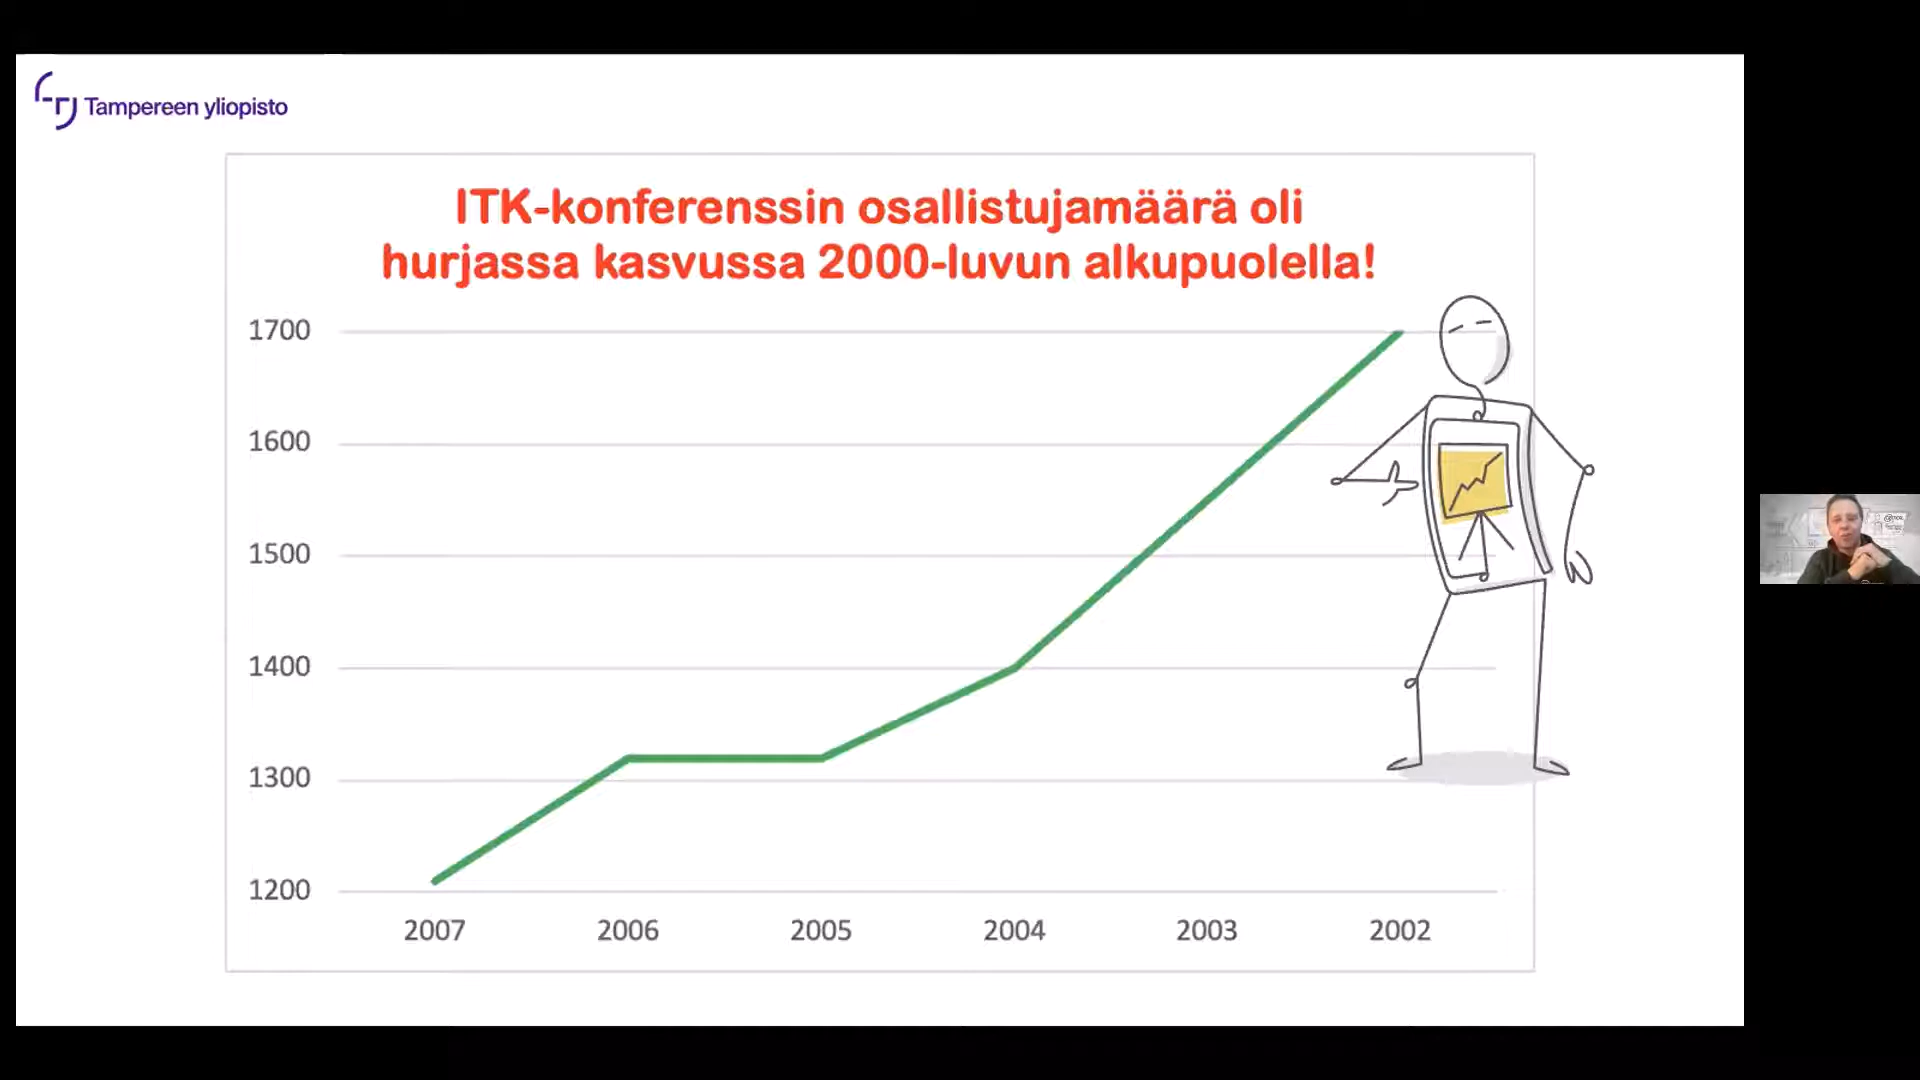 Tampereen yliopisto
ITK-konferenssin osallistujamäärä oli
hurjassa kasvussa 2000-luvun alkupuolella!
1700
1600
1500
1400
1300
1200
2007 2006 2005 2004 2003 2002